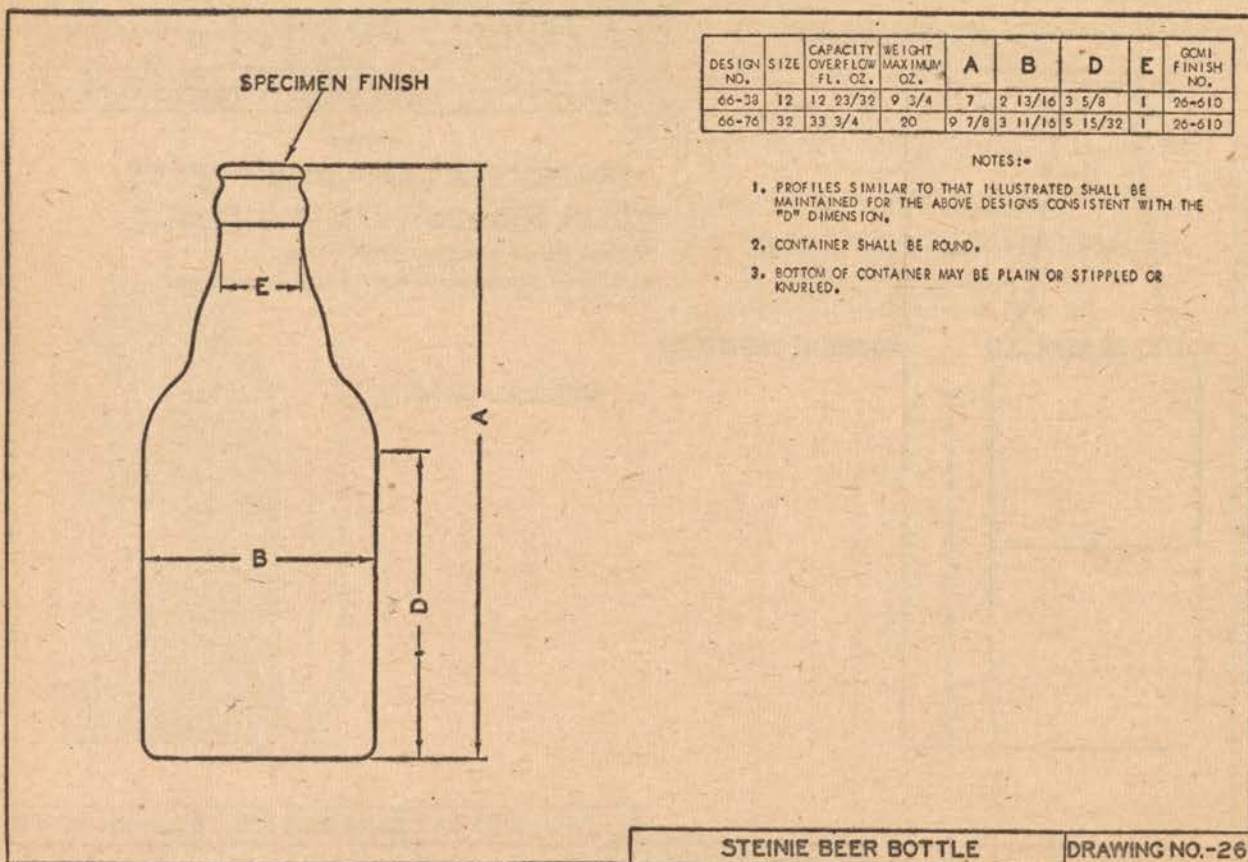 SPECIMEN FINISH
E
A
B
D
DESIGN NO. SIZE CAPACITY OVERFLOW FL. OZ. WEIGHT MAXIMUM OZ. A B D E GCMI FINISH NO.
66-38 12 12 23/32 9 3/4 7 2 13/16 3 5/8 1 26-610
66-76 32 33 3/4 20 9 7/8 3 11/16 5 15/32 1 26-610
NOTES:-
1. PROFILES SIMILAR TO THAT ILLUSTRATED SHALL BE
MAINTAINED FOR THE ABOVE DESIGNS CONSISTENT WITH THE
"D" DIMENSION.
2. CONTAINER SHALL BE ROUND.
3. BOTTOM OF CONTAINER MAY BE PLAIN OR STIPPLED OR
KNURLED.
STEINIE BEER BOTTLE DRAWING NO.-26